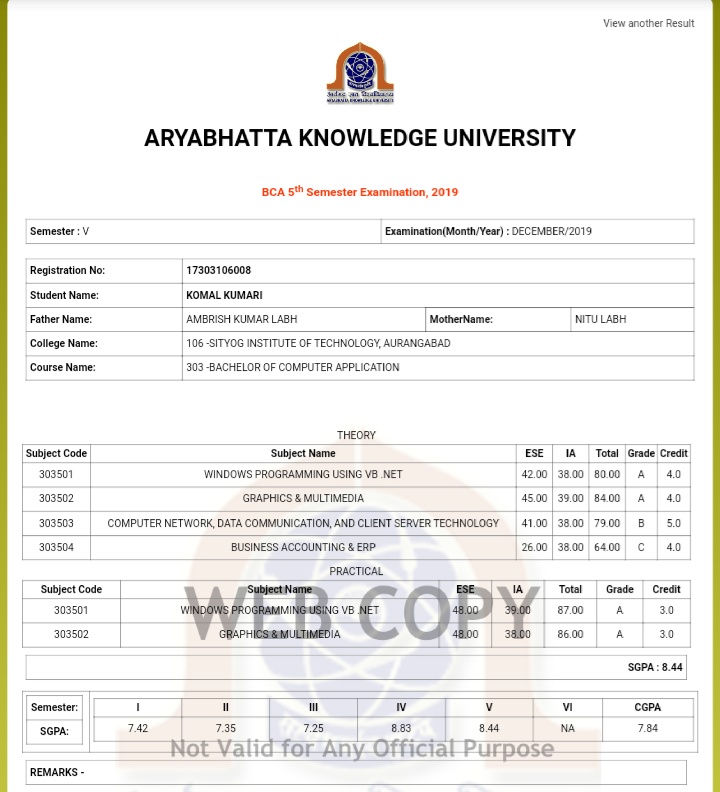 View another Result
ARYABHATTA KNOWLEDGE UNIVERSITY
ARYABHATTA KNOWLEDGE UNIVERSITY
BCA 5th Semester Examination, 2019
Semester : V Examination(Month/Year) : DECEMBER/2019
Registration No: 17303106008
Student Name: KOMAL KUMARI
Father Name: AMBRISH KUMAR LABH MotherName: NITU LABH
College Name: 106 -SITYOG INSTITUTE OF TECHNOLOGY, AURANGABAD
Course Name: 303 -BACHELOR OF COMPUTER APPLICATION
THEORY
Subject Code Subject Name ESE IA Total Grade Credit
303501 WINDOWS PROGRAMMING USING VB .NET 42.00 38.00 80.00 A 4.0
303502 GRAPHICS & MULTIMEDIA 45.00 39.00 84.00 A 4.0
303503 COMPUTER NETWORK, DATA COMMUNICATION, AND CLIENT SERVER TECHNOLOGY 41.00 38.00 79.00 B 5.0
303504 BUSINESS ACCOUNTING & ERP 26.00 38.00 64.00 C 4.0
PRACTICAL
Subject Code Subject Name ESE IA Total Grade Credit
303501 WINDOWS PROGRAMMING USING VB .NET 48.00 39.00 87.00 A 3.0
303502 GRAPHICS & MULTIMEDIA 48.00 38.00 86.00 A 3.0
WEB COPY
SGPA : 8.44
Semester: I II III IV V VI CGPA
SGPA: 7.42 7.35 7.25 8.83 8.44 NA 7.84
Not Valid for Any Official Purpose
REMARKS -